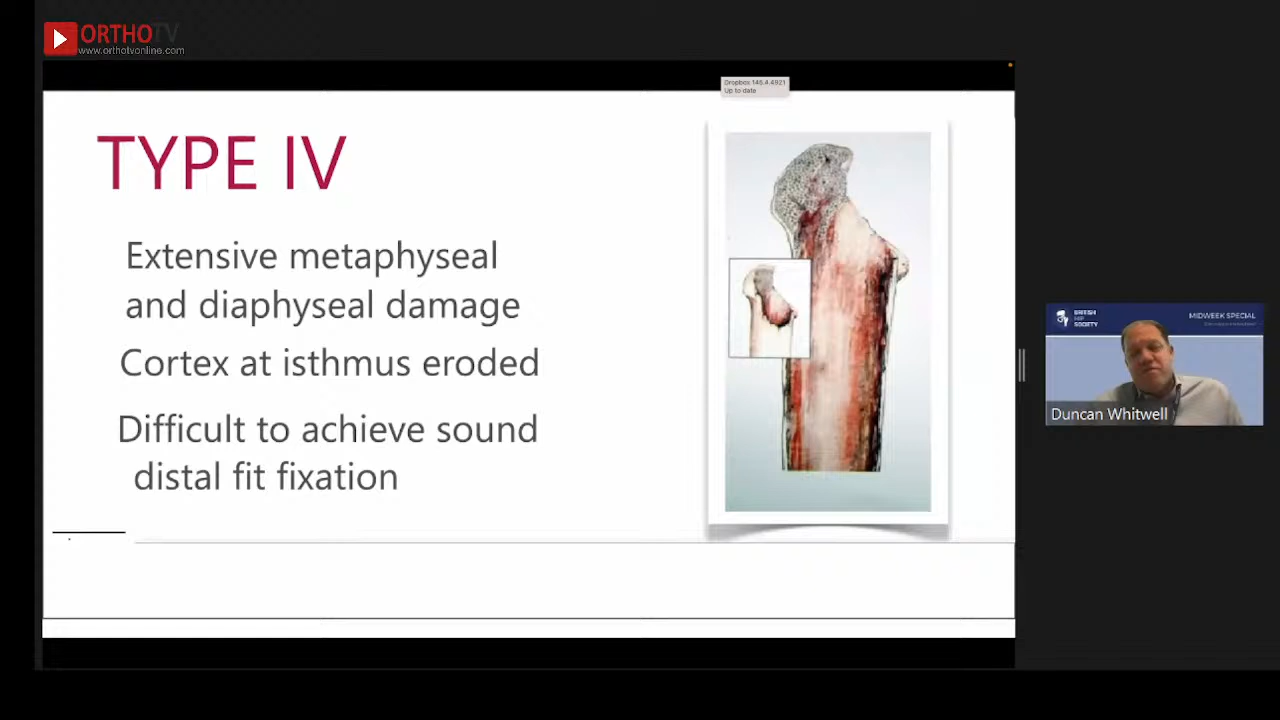 ORTHOTV
www.orthotvonline.com
Dropbox 146.4.4921
Up to date
TYPE IV
Extensive metaphyseal
and diaphyseal damage
Cortex at isthmus eroded
Difficult to achieve sound
distal fit fixation
BRITISH
HIP
SOCIETY
MIDWEEK SPECIAL
Duncan Whitwell